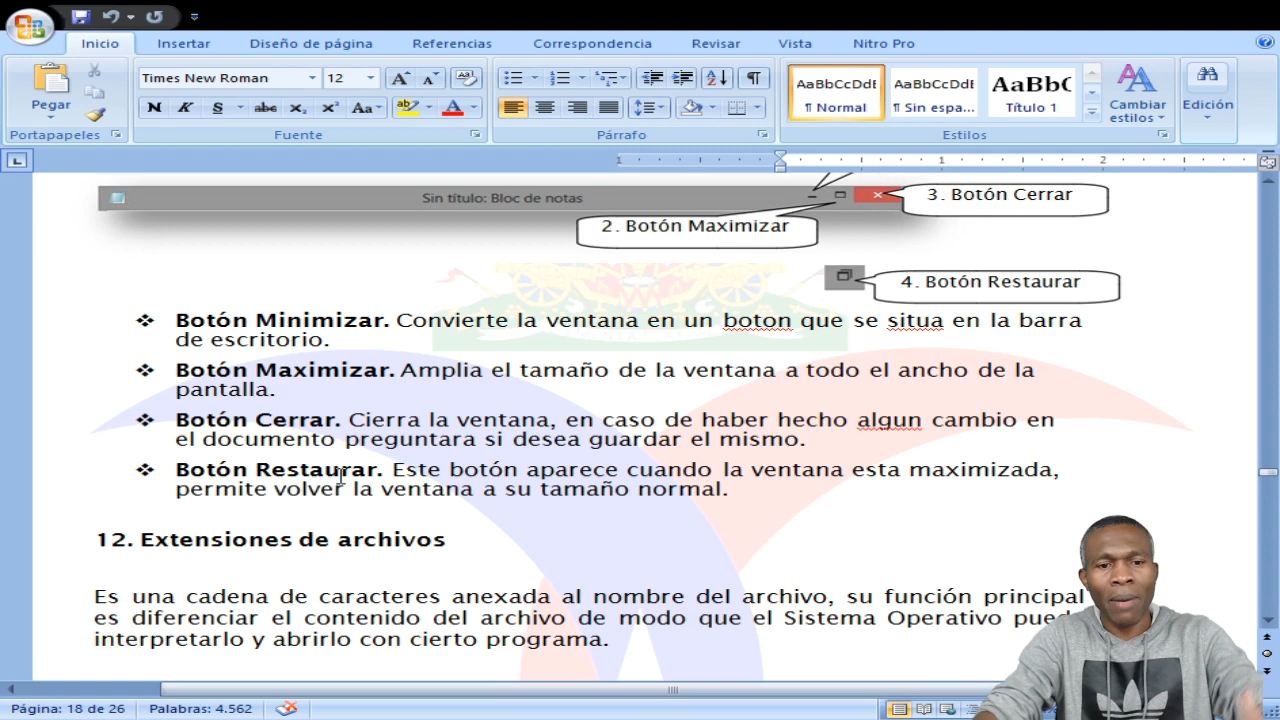 Inicio Insertar Diseño de página Referencias Correspondencia Revisar Vista Nitro Pro
Times New Roman 12
AaBbCcDdE AaBbCcDdE AaBbC
Pegar
N K S abc X₂ X² Aa
¶ Normal ¶ Sin espa... Título 1
Cambiar estilos
Edición
Portapapeles Fuente Párrafo Estilos
1 1 2
Sin título: Bloc de notas
3. Botón Cerrar
2. Botón Maximizar
4. Botón Restaurar
❖ Botón Minimizar. Convierte la ventana en un boton que se situa en la barra
de escritorio.
❖ Botón Maximizar. Amplia el tamaño de la ventana a todo el ancho de la
pantalla.
❖ Botón Cerrar. Cierra la ventana, en caso de haber hecho algun cambio en
el documento preguntara si desea guardar el mismo.
❖ Botón Restaurar. Este botón aparece cuando la ventana esta maximizada,
permite volver la ventana a su tamaño normal.
12. Extensiones de archivos
Es una cadena de caracteres anexada al nombre del archivo, su función principal
es diferenciar el contenido del archivo de modo que el Sistema Operativo
interpretarlo y abrirlo con cierto programa.
Página: 18 de 26 Palabras: 4.562